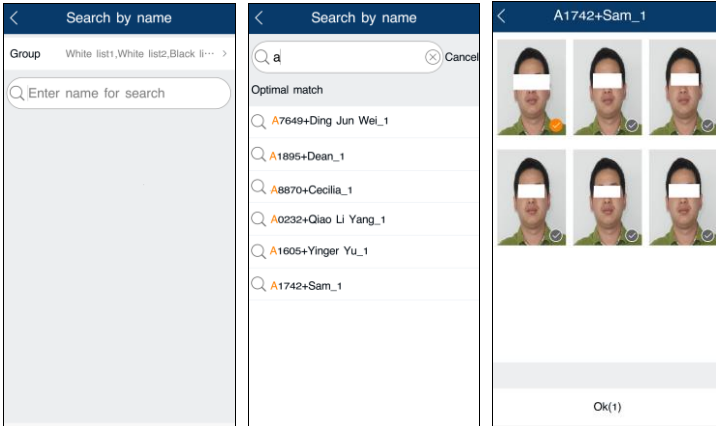 Search by name
Group White list1,White list2,Black li···
Enter name for search
Search by name
a Cancel
Optimal match
A7649+Ding Jun Wei_1
A1895+Dean_1
A8870+Cecilia_1
A0232+Qiao Li Yang_1
A1605+Yinger Yu_1
A1742+Sam_1
A1742+Sam_1
Ok(1)